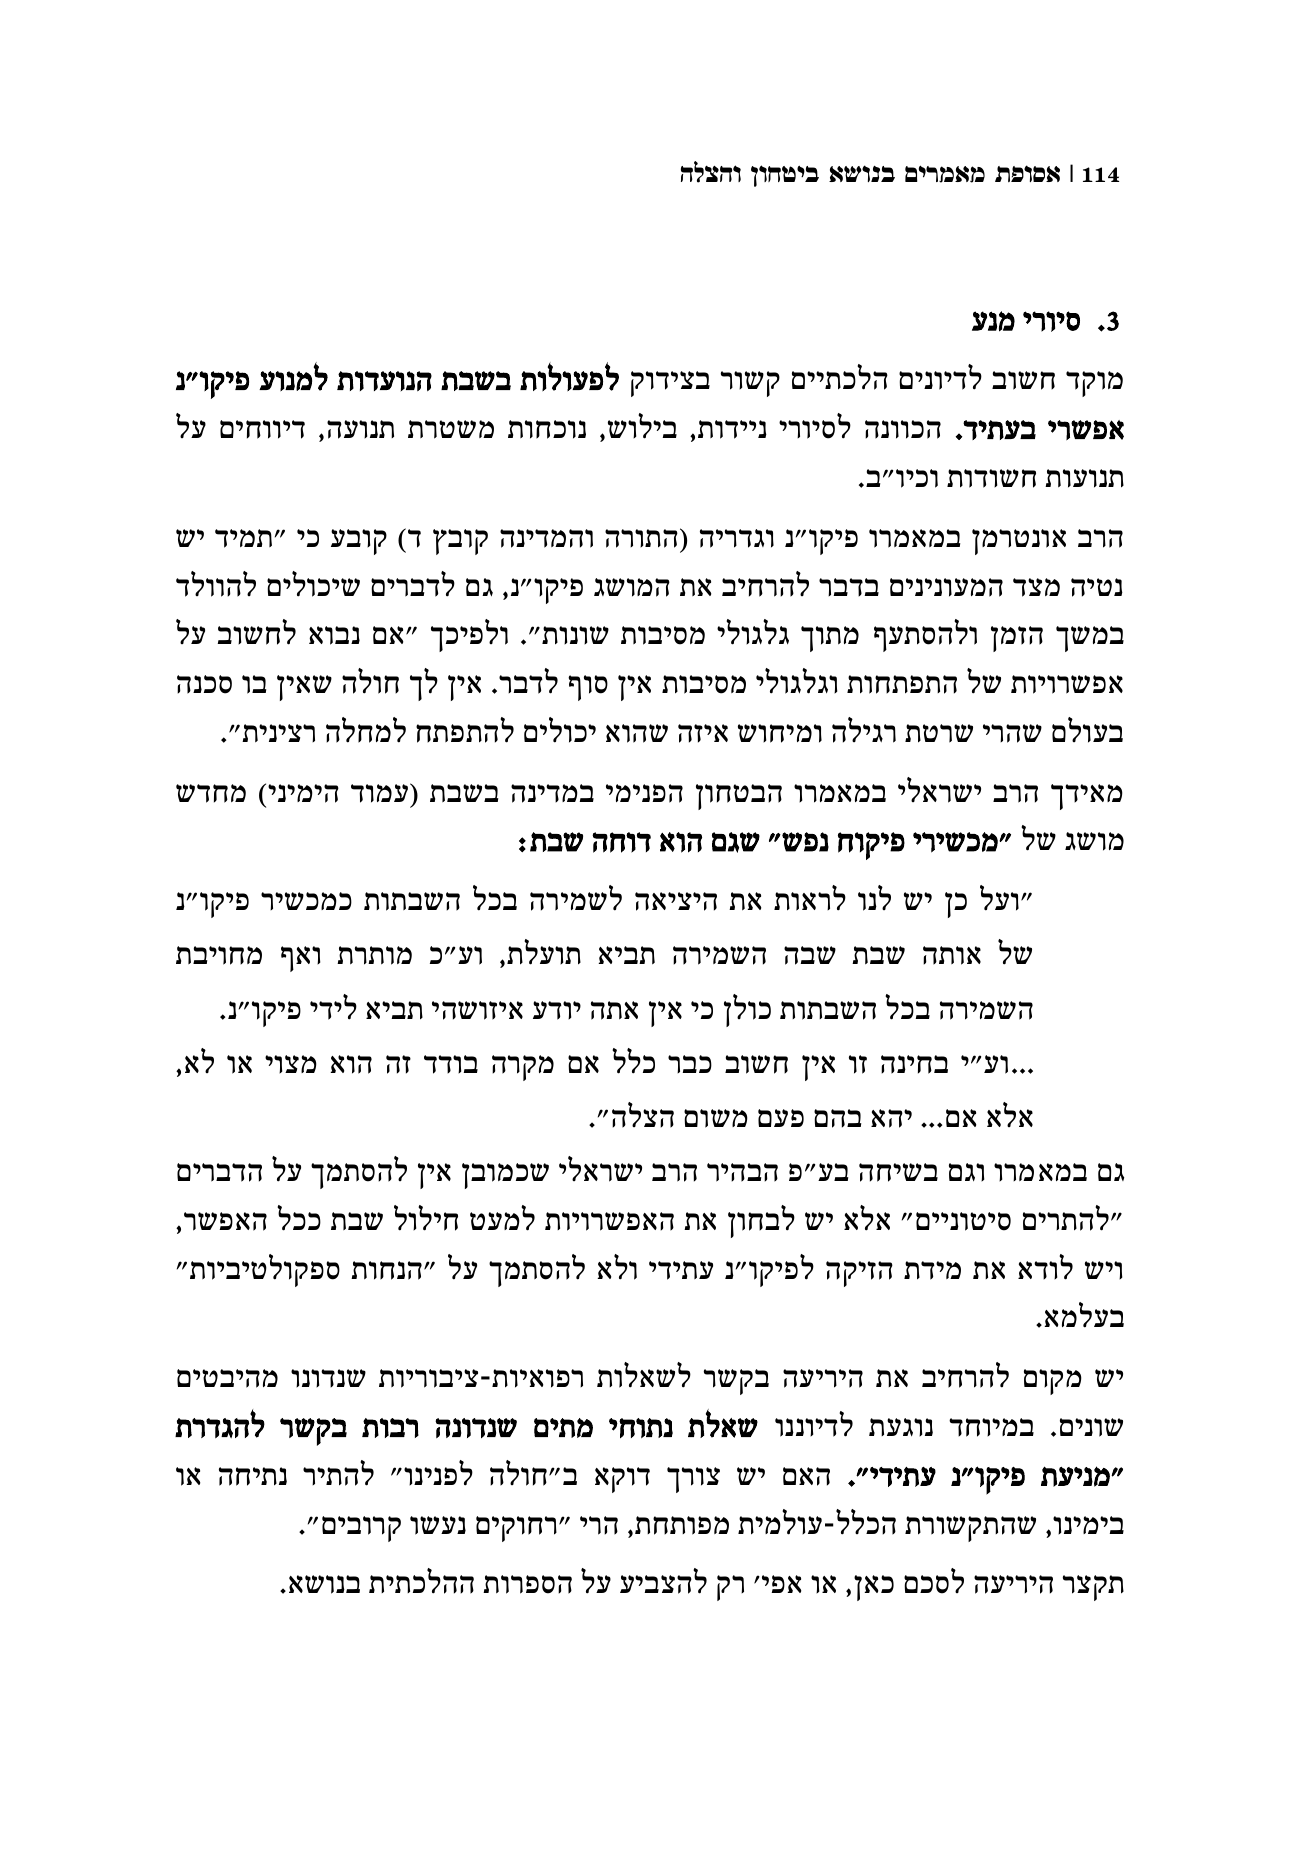 114 | אסופת מאמרים בנושא ביטחון והצלה
3. סיורי מנע
מוקד חשוב לדיונים הלכתיים קשור בצידוק לפעולות בשבת הנועדות למנוע פיקו״נ
אפשרי בעתיד. הכוונה לסיורי ניידות, בילוש, נוכחות משטרת תנועה, דיווחים על
תנועות חשודות וכיו״ב.
הרב אונטרמן במאמרו פיקו״נ וגדריה (התורה והמדינה קובץ ד) קובע כי ״תמיד יש
נטיה מצד המעונינים בדבר להרחיב את המושג פיקו״נ, גם לדברים שיכולים להוולד
במשך הזמן ולהסתעף מתוך גלגולי מסיבות שונות״. ולפיכך ״אם נבוא לחשוב על
אפשרויות של התפתחות וגלגולי מסיבות אין סוף לדבר. אין לך חולה שאין בו סכנה
בעולם שהרי שרטת רגילה ומיחוש איזה שהוא יכולים להתפתח למחלה רצינית״.
מאידך הרב ישראלי במאמרו הבטחון הפנימי במדינה בשבת (עמוד הימיני) מחדש
מושג של ״מכשירי פיקוח נפש״ שגם הוא דוחה שבת:
״ועל כן יש לנו לראות את היציאה לשמירה בכל השבתות כמכשיר פיקו״נ
של אותה שבת שבה השמירה תביא תועלת, וע״כ מותרת ואף מחויבת
השמירה בכל השבתות כולן כי אין אתה יודע איזושהי תביא לידי פיקו״נ.
...וע״י בחינה זו אין חשוב כבר כלל אם מקרה בודד זה הוא מצוי או לא,
אלא אם... יהא בהם פעם משום הצלה״.
גם במאמרו וגם בשיחה בע״פ הבהיר הרב ישראלי שכמובן אין להסתמך על הדברים
״להתרים סיטוניים״ אלא יש לבחון את האפשרויות למעט חילול שבת ככל האפשר,
ויש לודא את מידת הזיקה לפיקו״נ עתידי ולא להסתמך על ״הנחות ספקולטיביות״
בעלמא.
יש מקום להרחיב את היריעה בקשר לשאלות רפואיות-ציבוריות שנדונו מהיבטים
שונים. במיוחד נוגעת לדיוננו שאלת נתוחי מתים שנדונה רבות בקשר להגדרת
״מניעת פיקו״נ עתידי״. האם יש צורך דוקא ב״חולה לפנינו״ להתיר נתיחה או
בימינו, שהתקשורת הכלל-עולמית מפותחת, הרי ״רחוקים נעשו קרובים״.
תקצר היריעה לסכם כאן, או אפי׳ רק להצביע על הספרות ההלכתית בנושא.